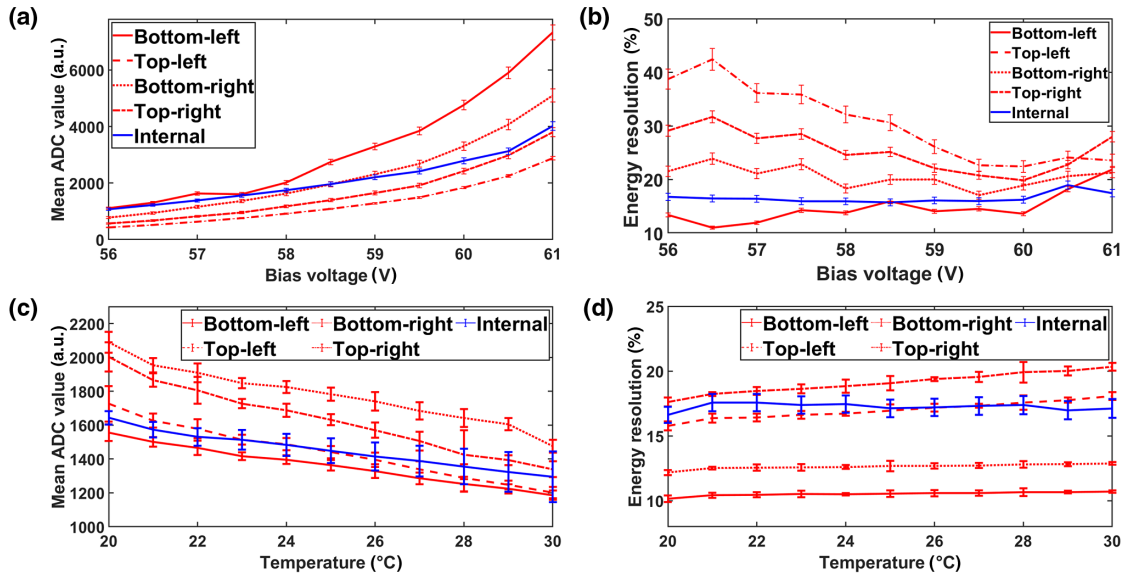 (a)
Mean ADC value (a.u.)
6000
4000
2000
0
Bottom-left
Top-left
Bottom-right
Top-right
Internal
56 57 58 59 60 61
Bias voltage (V)
(b)
Energy resolution (%)
50
40
30
20
10
Bottom-left
Top-left
Bottom-right
Top-right
Internal
56 57 58 59 60 61
Bias voltage (V)
(c)
Mean ADC value (a.u.)
2200
2000
1800
1600
1400
1200
1000
Bottom-left Bottom-right Internal
Top-left Top-right
20 22 24 26 28 30
Temperature (°C)
(d)
Energy resolution (%)
25
20
15
10
Bottom-left Bottom-right Internal
Top-left Top-right
20 22 24 26 28 30
Temperature (°C)